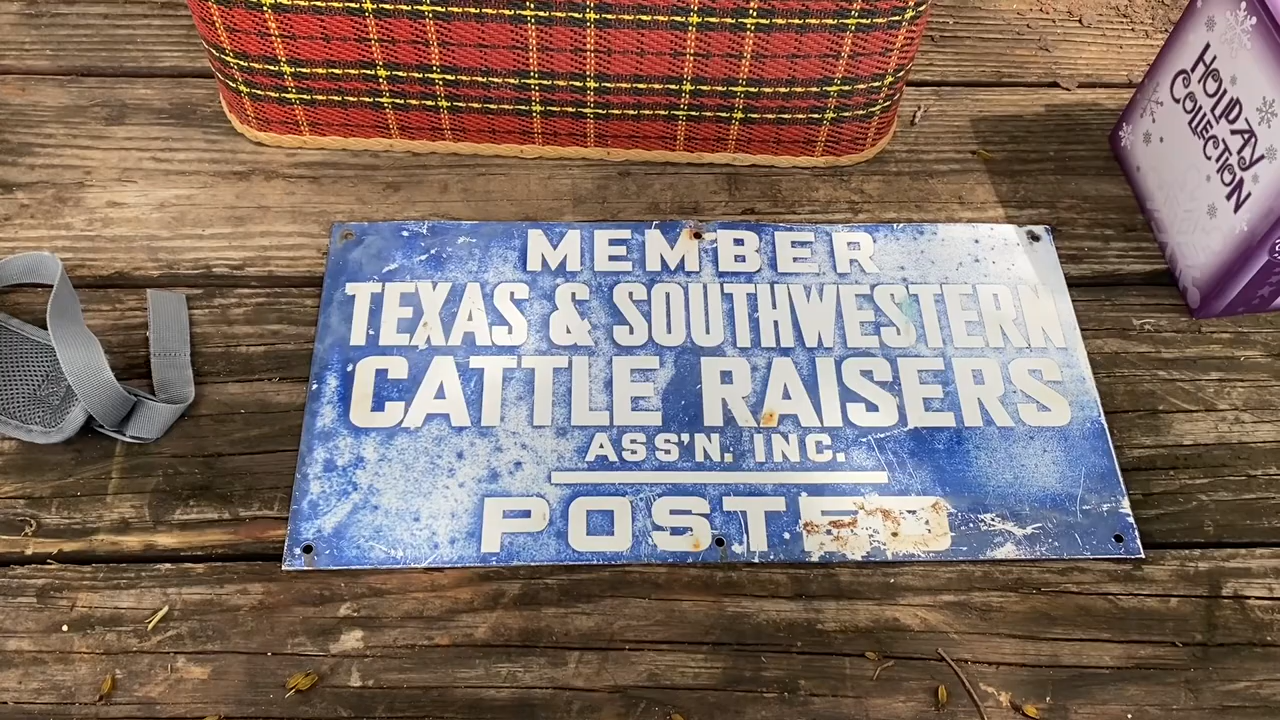 HOLIDAY
COLLECTION
MEMBER
TEXAS & SOUTHWESTERN
CATTLE RAISERS
ASS'N. INC.
POSTED